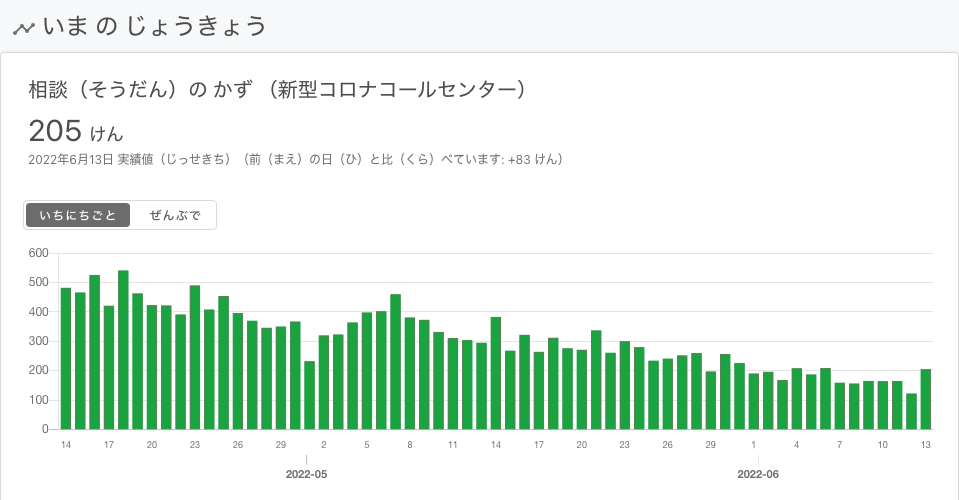 いま の じょうきょう
相談（そうだん）の かず （新型コロナコールセンター）
205 けん
2022年6月13日 実績値（じっせきち）（前（まえ）の日（ひ）と比（くら）べています: +83 けん）
いちにちごと ぜんぶで
600
500
400
300
200
100
0
14 17 20 23 26 29 2 5 8 11 14 17 20 23 26 29 1 4 7 10 13
2022-05 2022-06